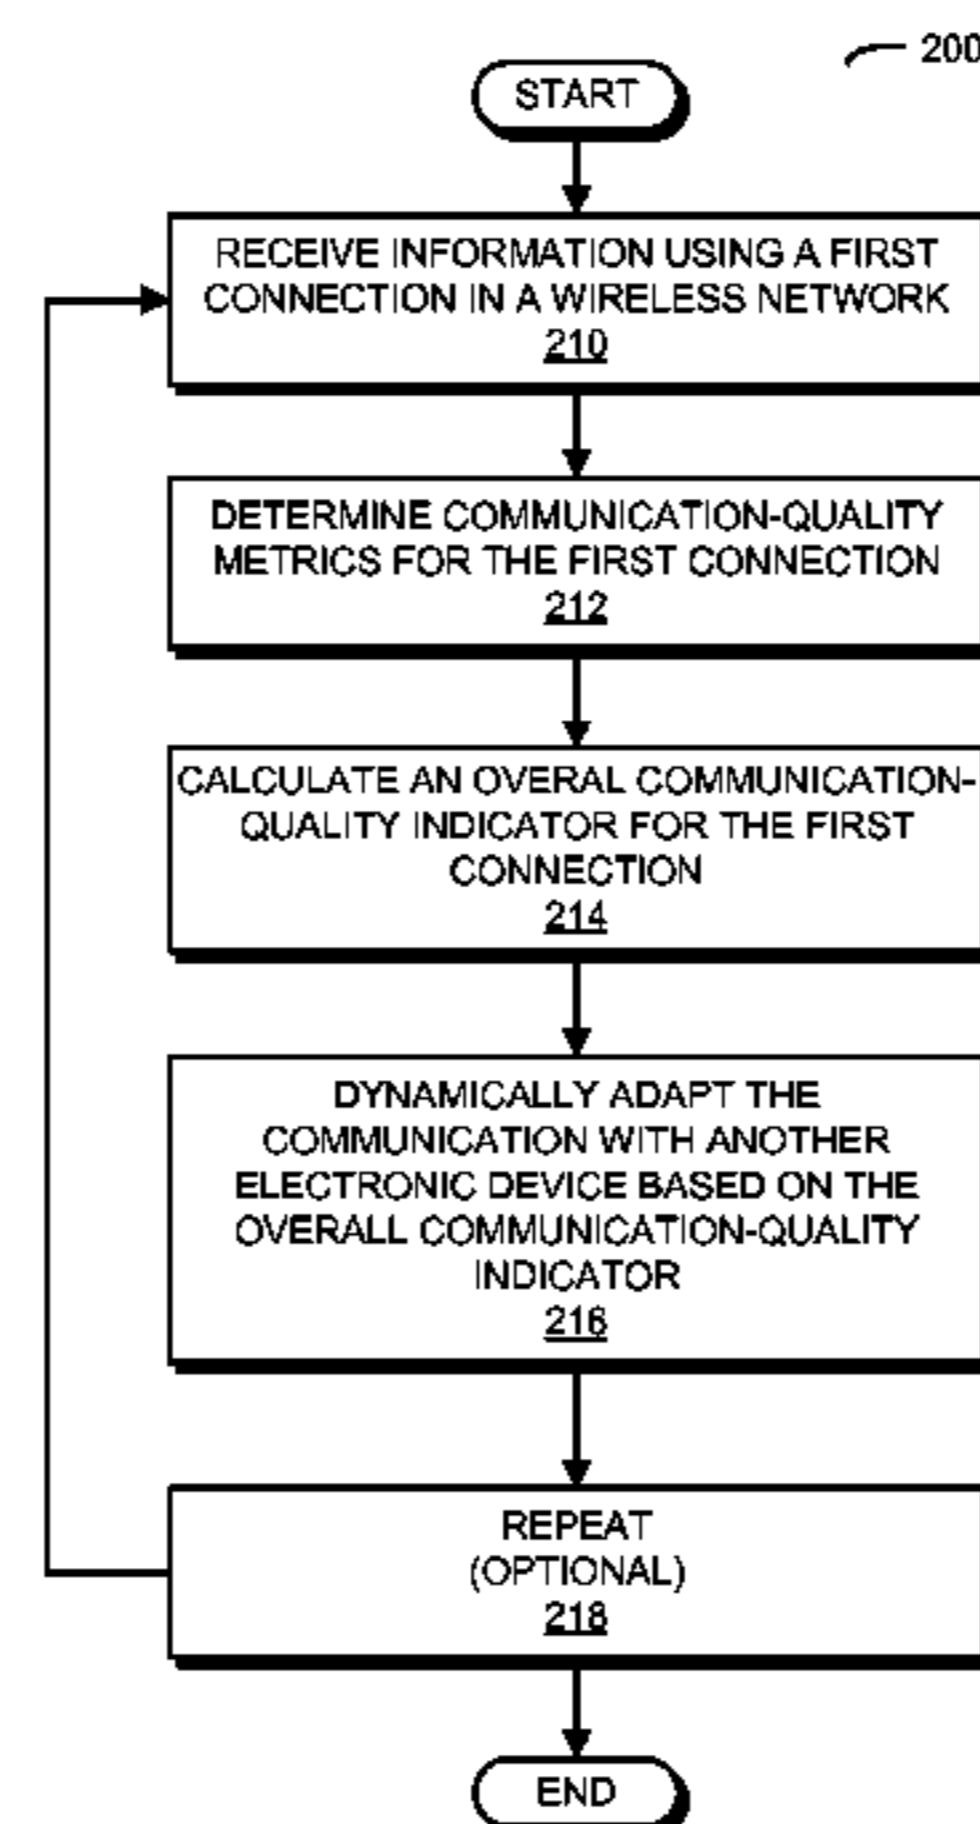 200
START
RECEIVE INFORMATION USING A FIRST
CONNECTION IN A WIRELESS NETWORK
210
DETERMINE COMMUNICATION-QUALITY
METRICS FOR THE FIRST CONNECTION
212
CALCULATE AN OVERAL COMMUNICATION-
QUALITY INDICATOR FOR THE FIRST
CONNECTION
214
DYNAMICALLY ADAPT THE
COMMUNICATION WITH ANOTHER
ELECTRONIC DEVICE BASED ON THE
OVERALL COMMUNICATION-QUALITY
INDICATOR
216
REPEAT
(OPTIONAL)
218
END